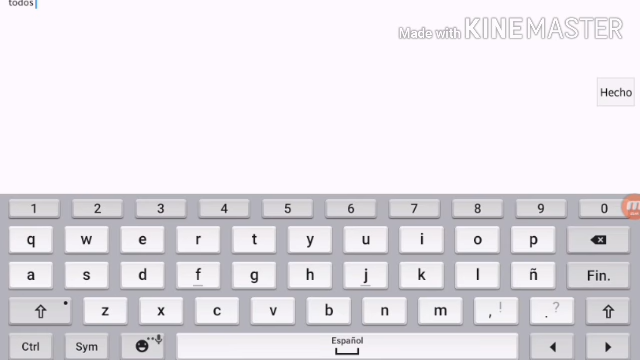 todos
Made with KINEMASTER
Hecho
1 2 3 4 5 6 7 8 9 0
q w e r t y u i o p
a s d f g h j k l ñ Fin.
z x c v b n m , ! . ?
Ctrl Sym Español